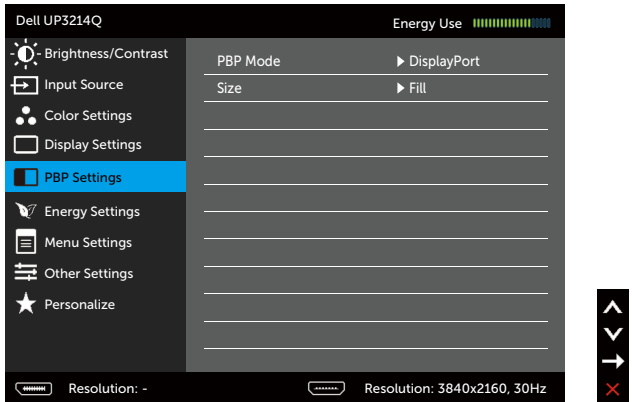 Dell UP3214Q Energy Use
Brightness/Contrast
PBP Mode DisplayPort
Input Source
Size Fill
Color Settings
Display Settings
PBP Settings
Energy Settings
Menu Settings
Other Settings
Personalize
Resolution: - Resolution: 3840x2160, 30Hz